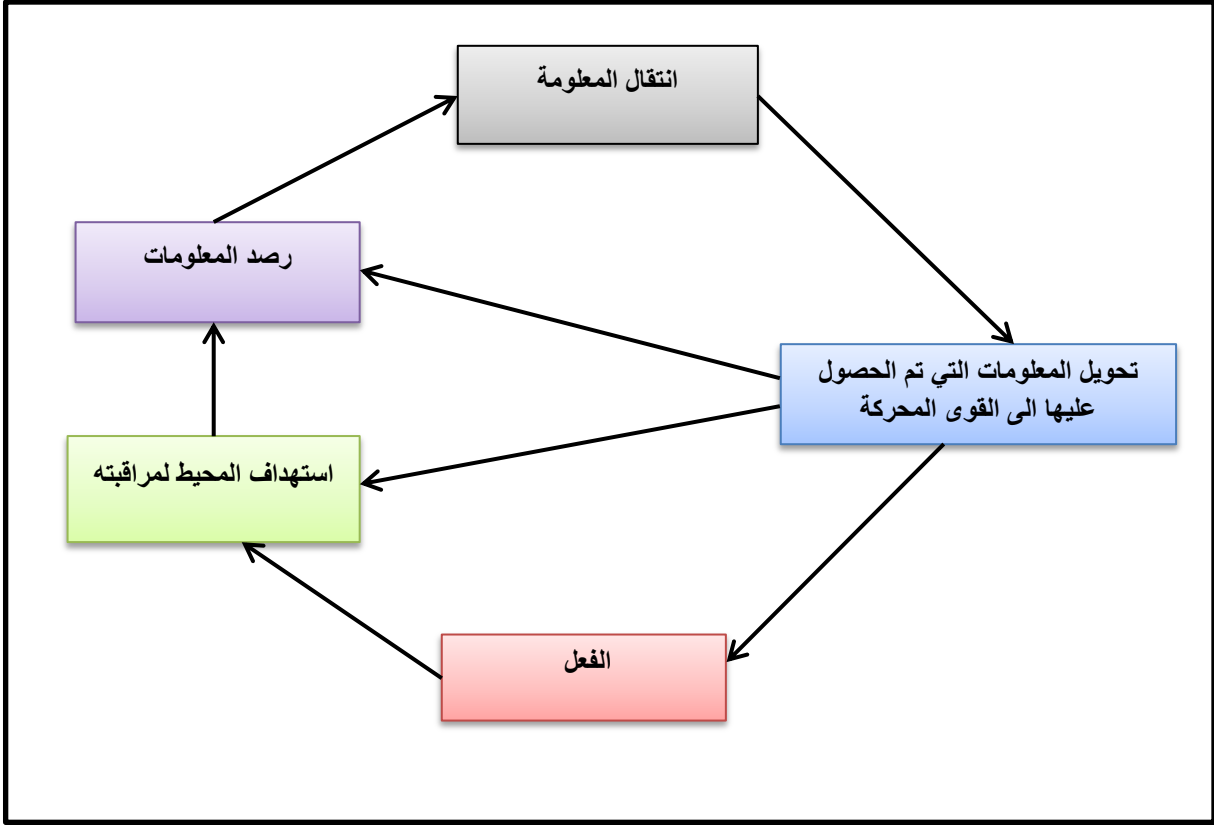 انتقال المعلومة
رصد المعلومات
تحويل المعلومات التي تم الحصول
عليها الى القوى المحركة
استهداف المحيط لمراقبته
الفعل